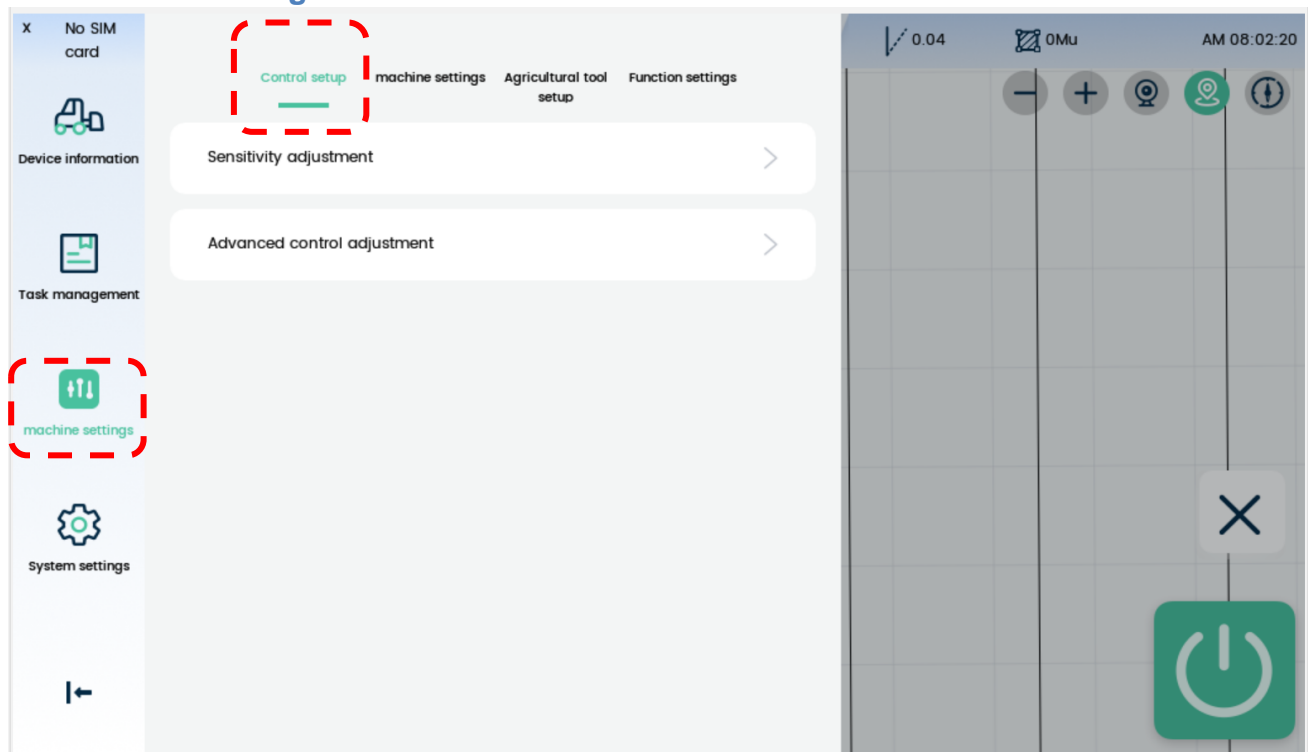 x No SIM
card
Device information
Task management
machine settings
System settings
Control setup machine settings Agricultural tool Function settings
setup
Sensitivity adjustment
Advanced control adjustment
0.04 0Mu AM 08:02:20